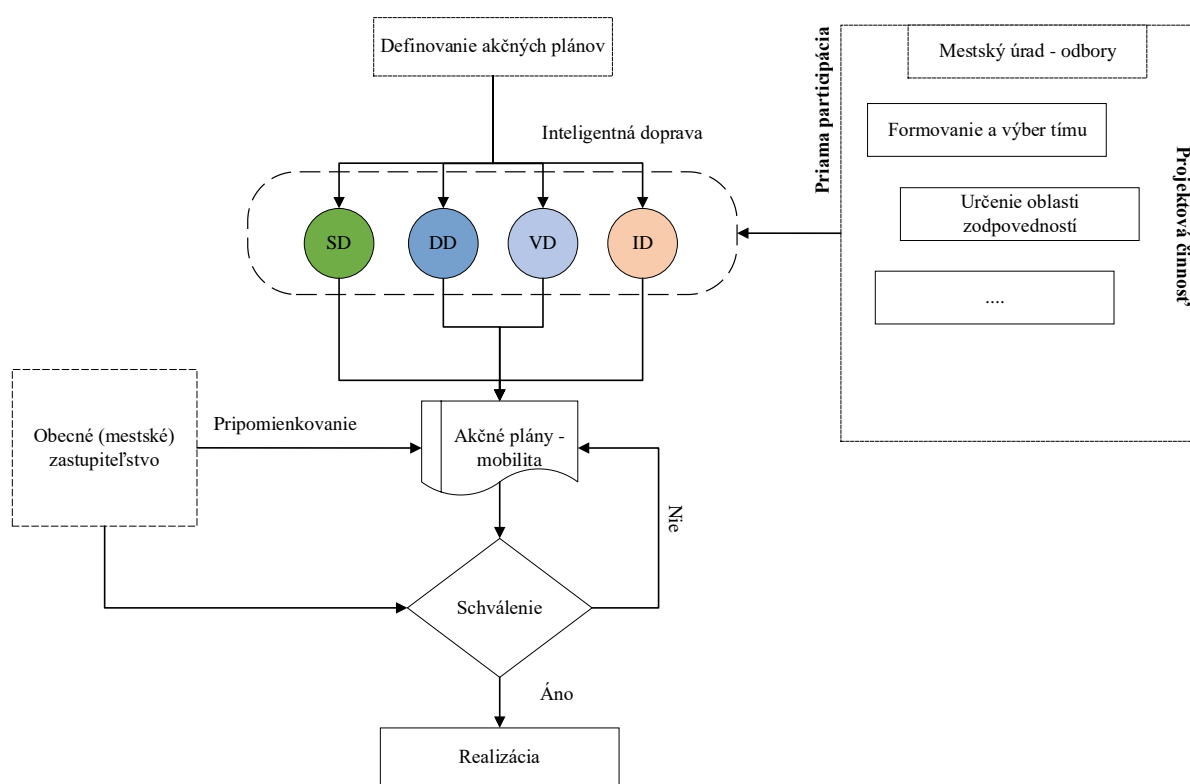 Definovanie akčných plánov
Inteligentná doprava
SD
DD
VD
ID
Priama participácia
Mestský úrad - odbory
Formovanie a výber tímu
Určenie oblasti
zodpovedností
....
Projektová činnosť
Obecné (mestské)
zastupiteľstvo
Pripomienkovanie
Akčné plány -
mobilita
Nie
Schválenie
Áno
Realizácia